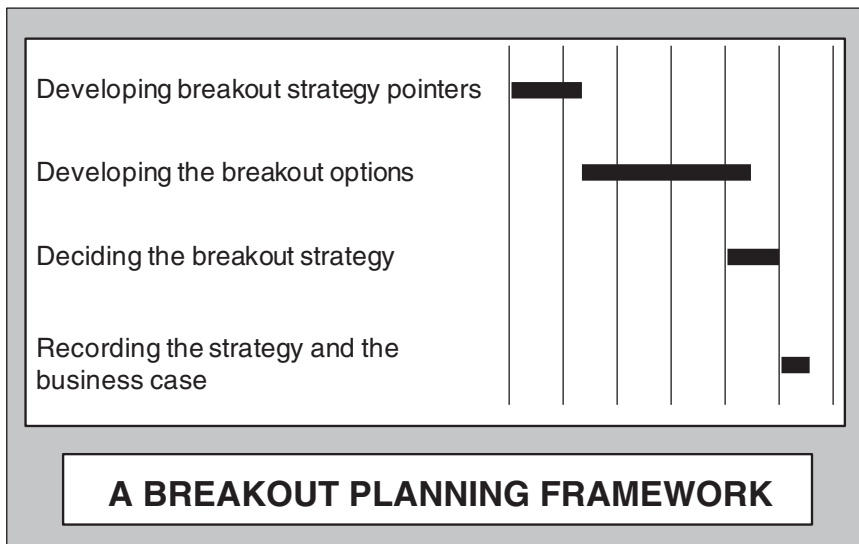 Developing breakout strategy pointers
Developing the breakout options
Deciding the breakout strategy
Recording the strategy and the
business case
A BREAKOUT PLANNING FRAMEWORK